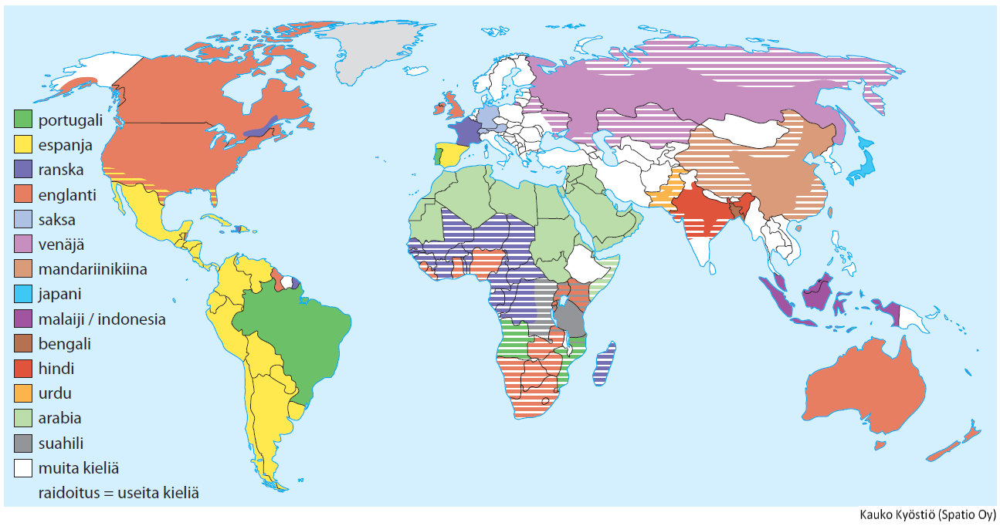 portugali
espanja
ranska
englanti
saksa
venäjä
mandariinikiina
japani
malaiji / indonesia
bengali
hindi
urdu
arabia
suahili
muita kieliä
raidoitus = useita kieliä
Kauko Kyöstiö (Spatio Oy)